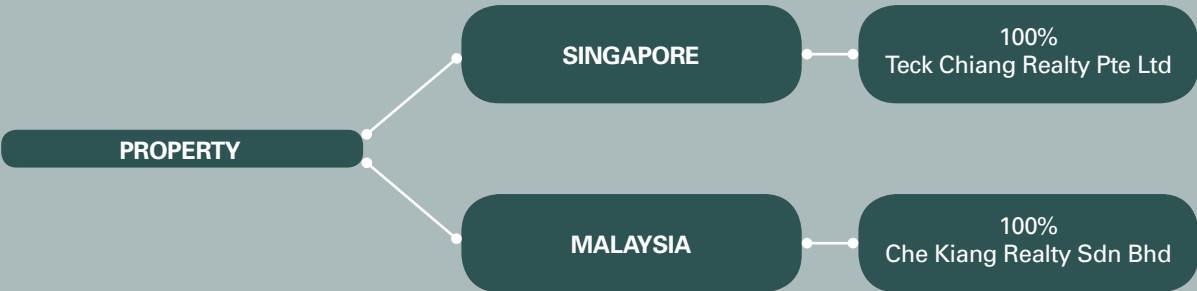 PROPERTY
SINGAPORE
100%
Teck Chiang Realty Pte Ltd
MALAYSIA
100%
Che Kiang Realty Sdn Bhd